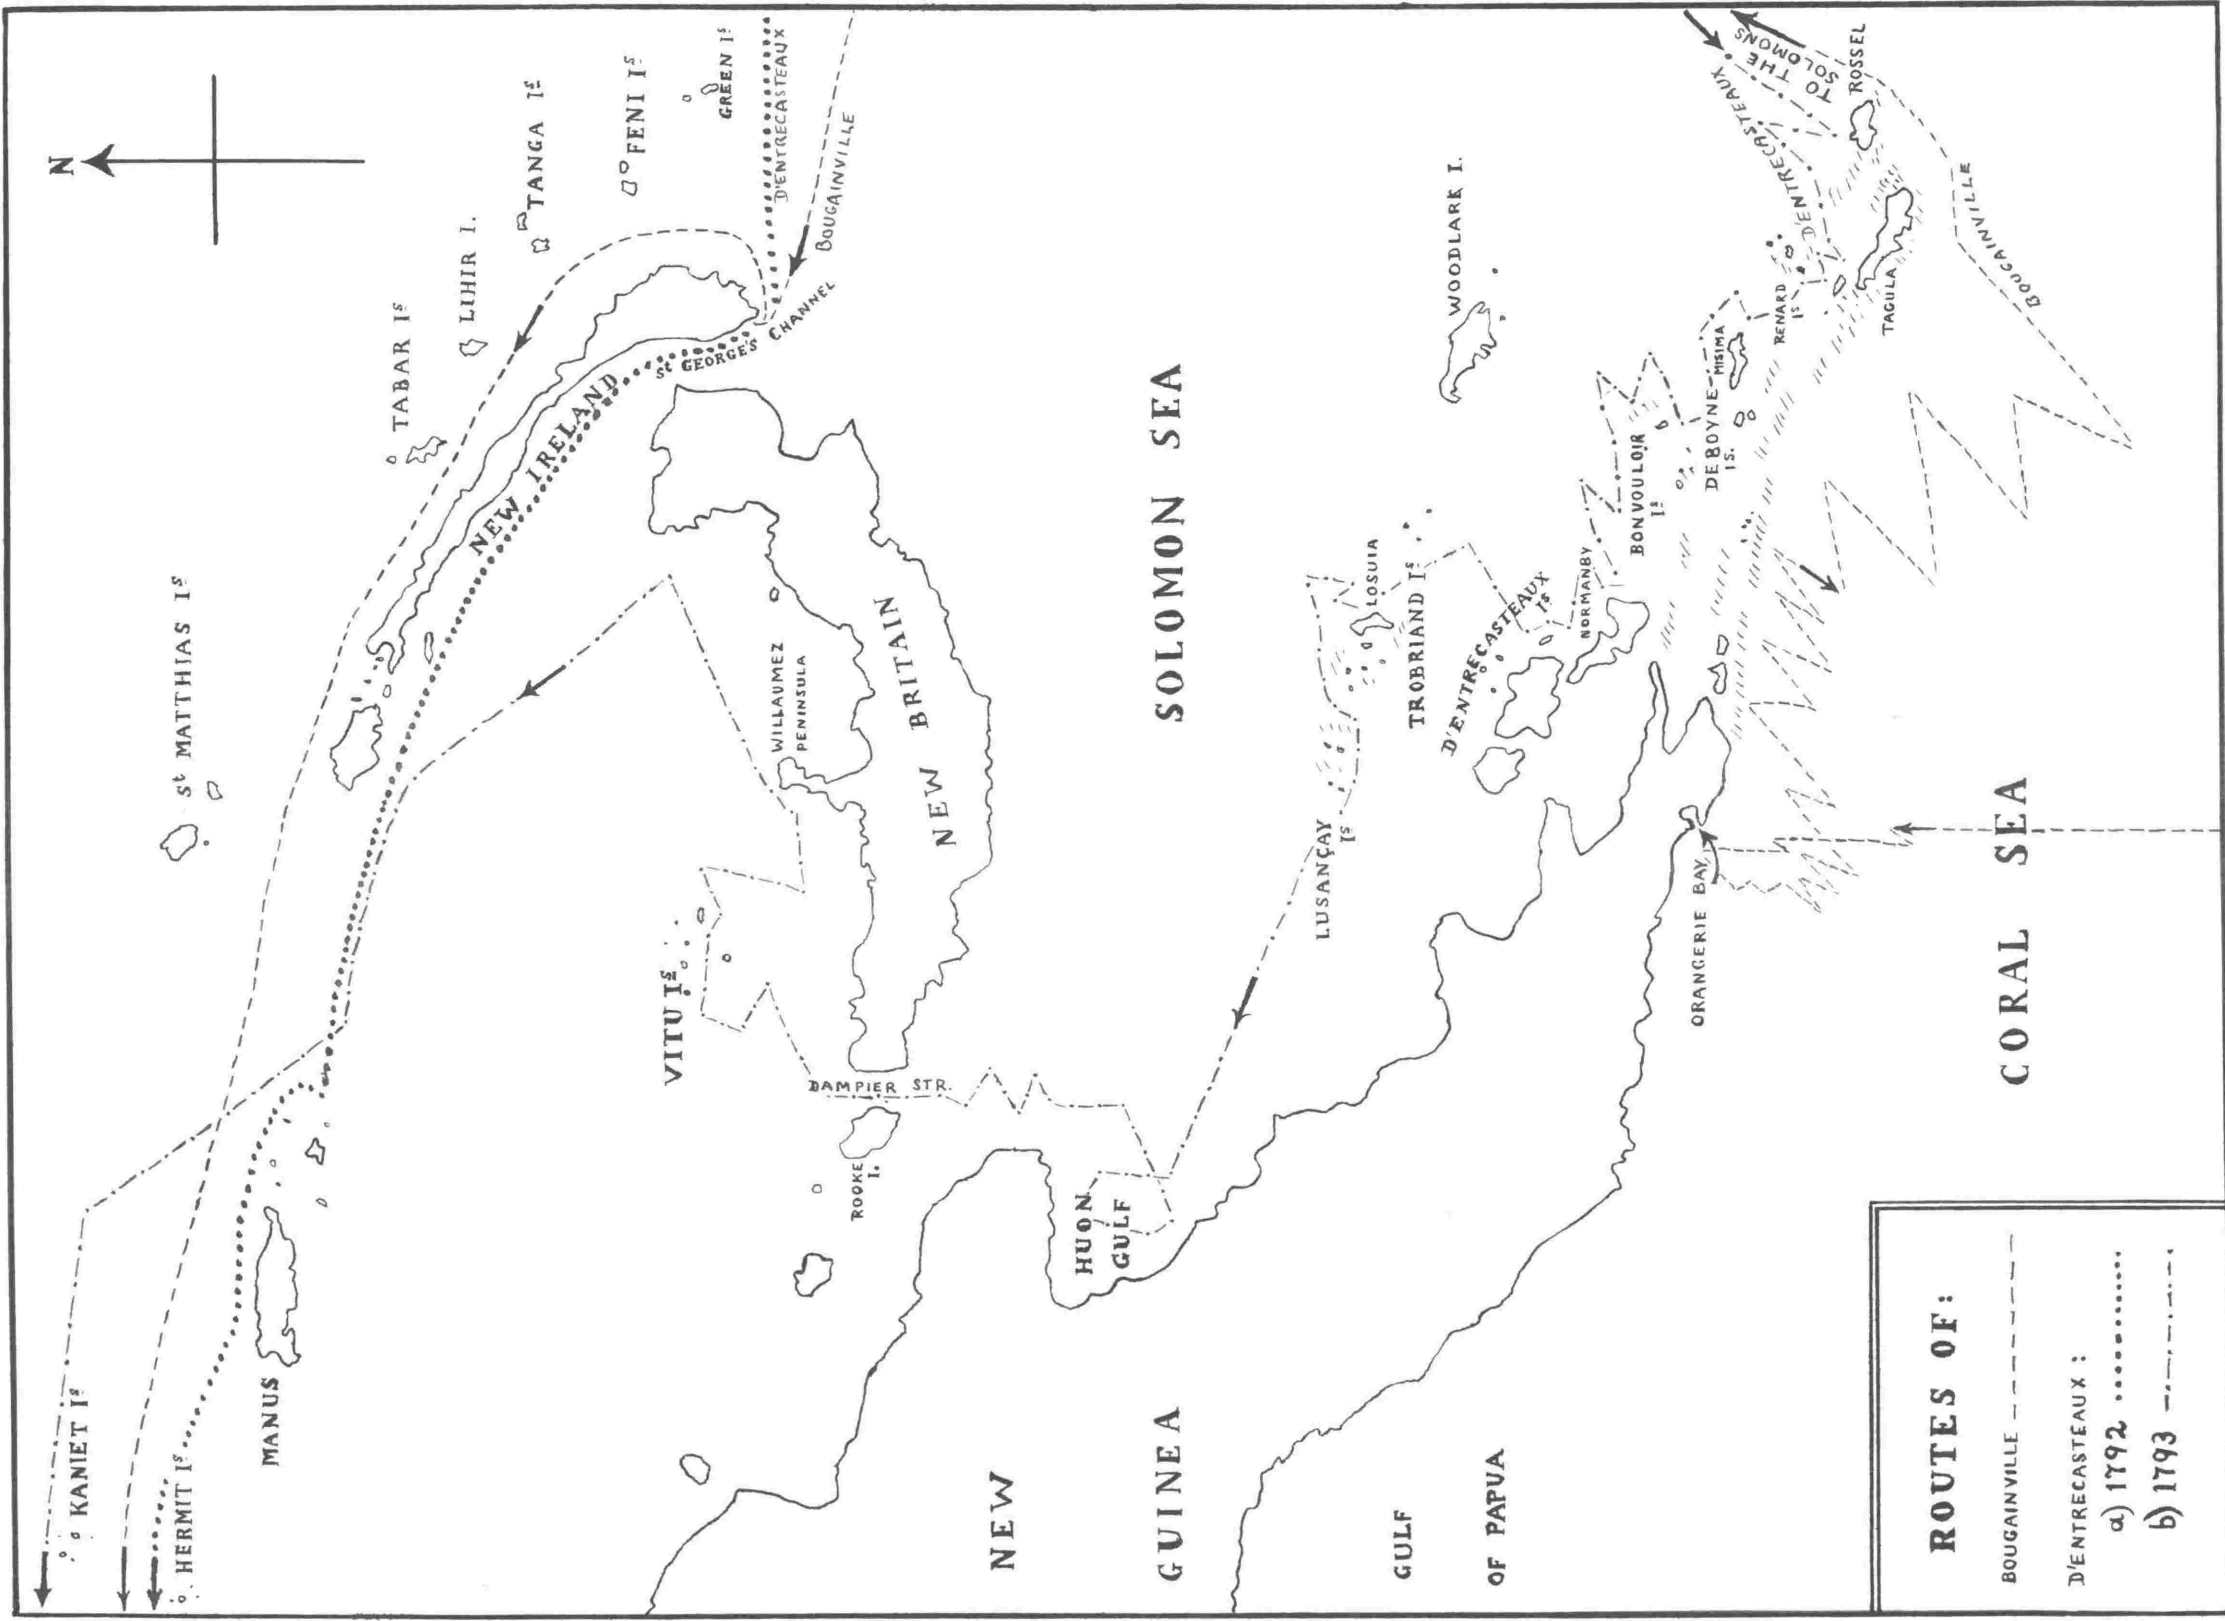 N
KANIET Iˢ
HERMIT Iˢ
MANUS
Sᵗ MATTHIAS Iˢ
TABAR Iˢ
LIHIR I.
TANGA Iˢ
FENI Iˢ
GREEN Iˢ
D'ENTRECASTEAUX
BOUGAINVILLE
NEW IRELAND
Sᵗ GEORGE'S CHANNEL
VITU Iˢ
WILLAUMEZ
PENINSULA
NEW BRITAIN
DAMPIER STR.
ROOKE
I.
HUON
GULF
NEW
GUINEA
GULF
OF PAPUA
SOLOMON SEA
WOODLARK I.
LUSANÇAY
Iˢ
LOSUIA
TROBRIAND Iˢ
D'ENTRECASTEAUX
Iˢ
NORMANBY
BONVOULOIR
Iˢ
DEBOYNE
IS.
MISIMA
RENARD
Iˢ
TAGULA
ROSSEL
D'ENTRECASTEAUX
D'ENTRECASTEAUX
TO
THE
SOLOMONS
BOUGAINVILLE
BOUGAINVILLE
ORANGERIE BAY
CORAL SEA
ROUTES OF:
BOUGAINVILLE
D'ENTRECASTEAUX:
a) 1792
b) 1793